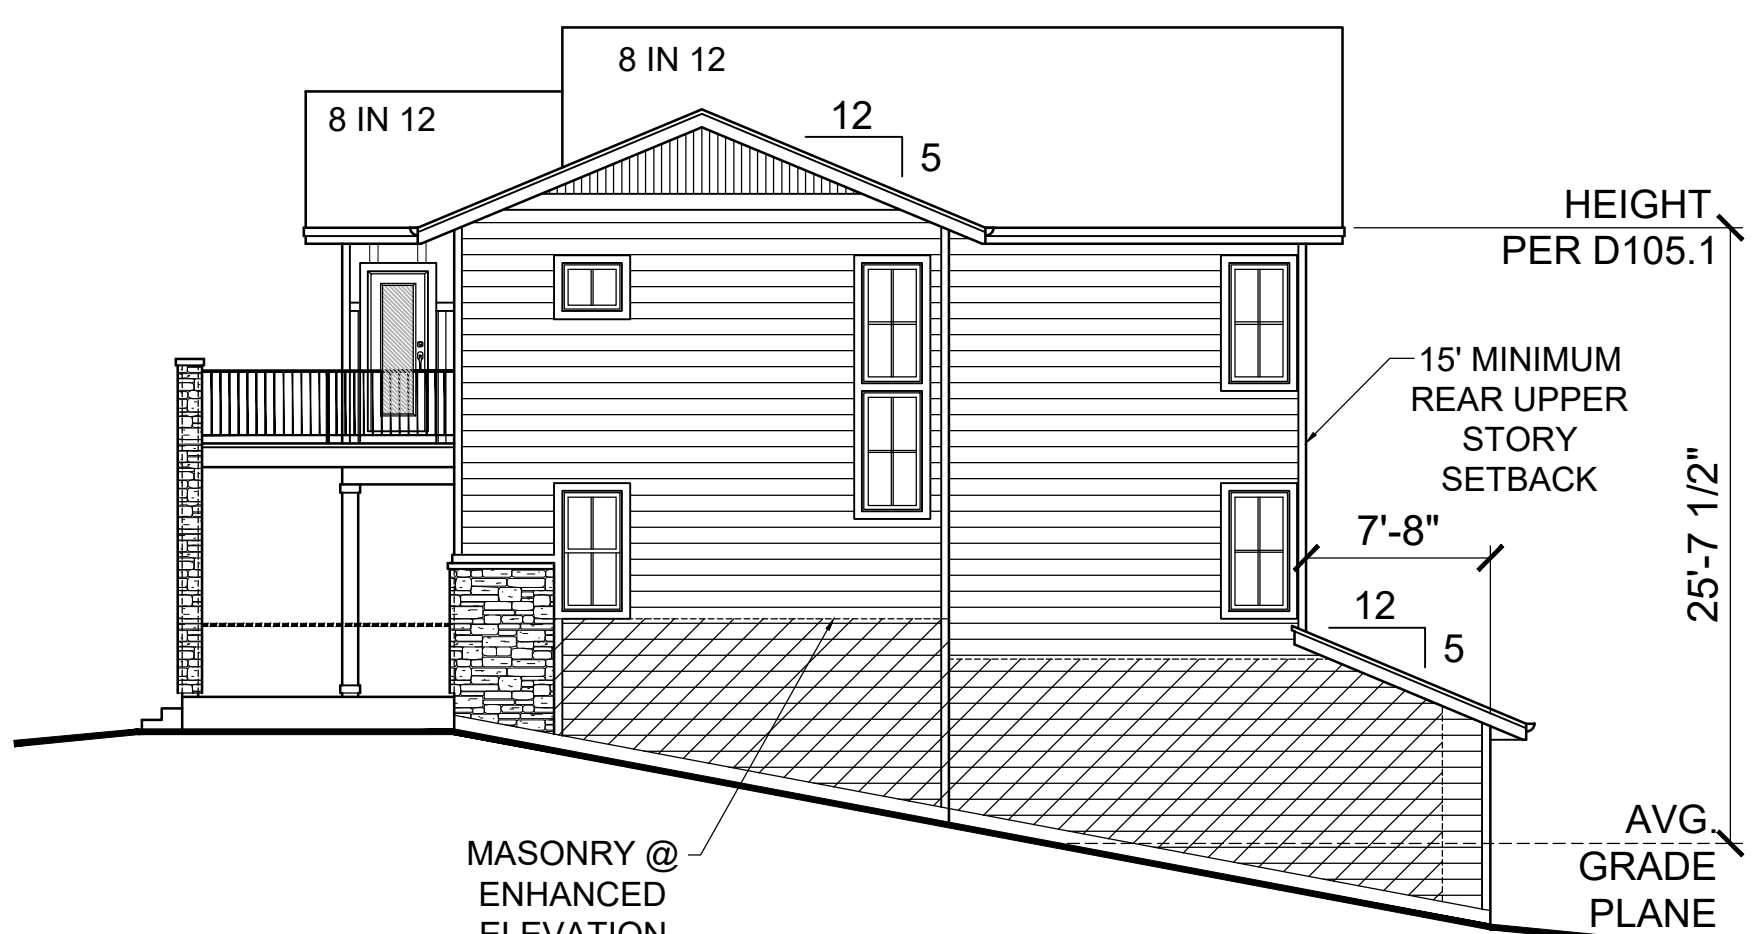 8 IN 12
8 IN 12
12
5
HEIGHT
PER D105.1
15' MINIMUM
REAR UPPER
STORY
SETBACK
7'-8"
25'-7 1/2"
12
5
MASONRY @
ENHANCED
ELEVATION
AVG.
GRADE
PLANE